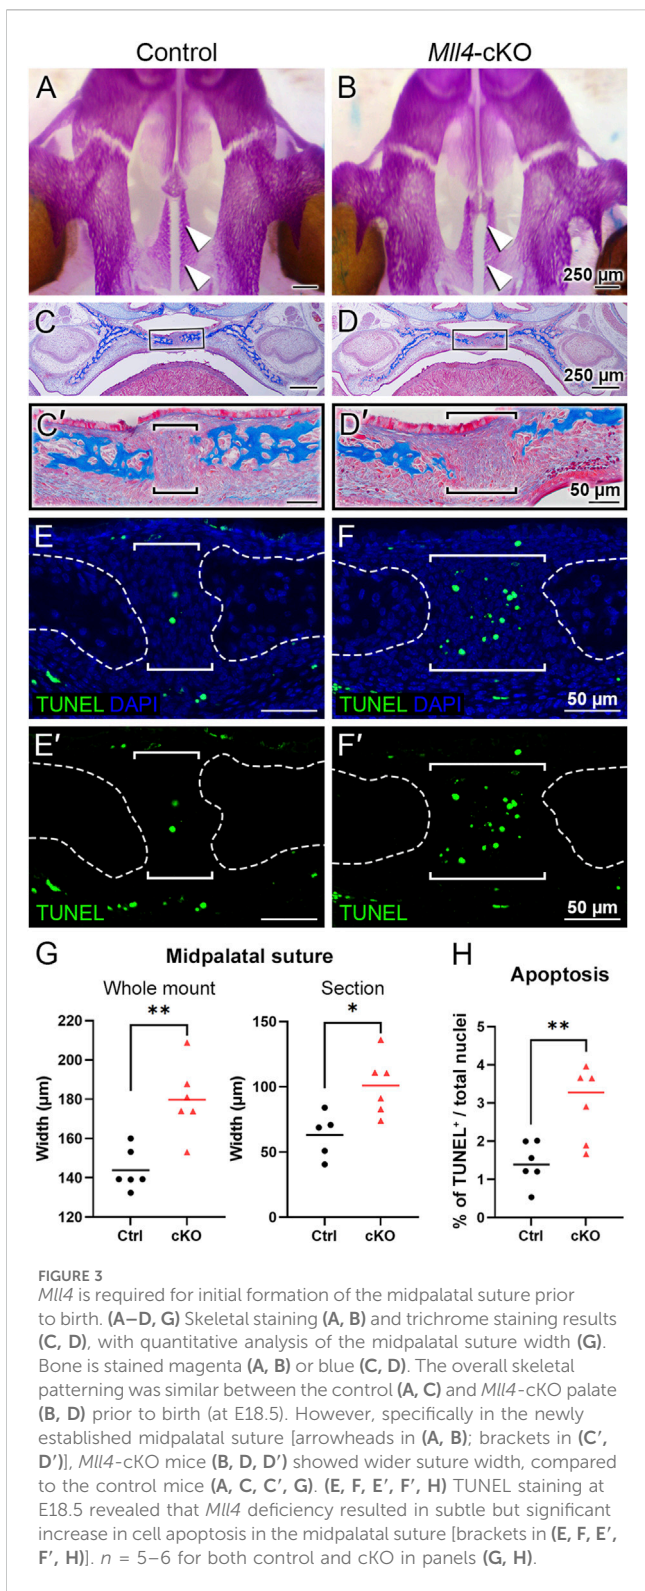 Control Mll4-cKO
A B
250 µm
C D
250 µm
C′ D′
50 µm
E F
TUNEL DAPI TUNEL 50 µm
E′ F′
TUNEL TUNEL 50 µm
G Midpalatal suture H
Apoptosis
Whole mount Section
** * **
220
200
180
160
140
120
Width (µm)
Ctrl cKO
150
100
50
0
Width (µm)
Ctrl cKO
5
4
3
2
1
0
% of TUNEL⁺ / total nuclei
Ctrl cKO
FIGURE 3
Mll4 is required for initial formation of the midpalatal suture prior
to birth. (A–D, G) Skeletal staining (A, B) and trichrome staining results
(C, D), with quantitative analysis of the midpalatal suture width (G).
Bone is stained magenta (A, B) or blue (C, D). The overall skeletal
patterning was similar between the control (A, C) and Mll4-cKO palate
(B, D) prior to birth (at E18.5). However, specifically in the newly
established midpalatal suture [arrowheads in (A, B); brackets in (C′,
D′)], Mll4-cKO mice (B, D, D′) showed wider suture width, compared
to the control mice (A, C, C′, G). (E, F, E′, F′, H) TUNEL staining at
E18.5 revealed that Mll4 deficiency resulted in subtle but significant
increase in cell apoptosis in the midpalatal suture [brackets in (E, F, E′,
F′, H)]. n = 5–6 for both control and cKO in panels (G, H).